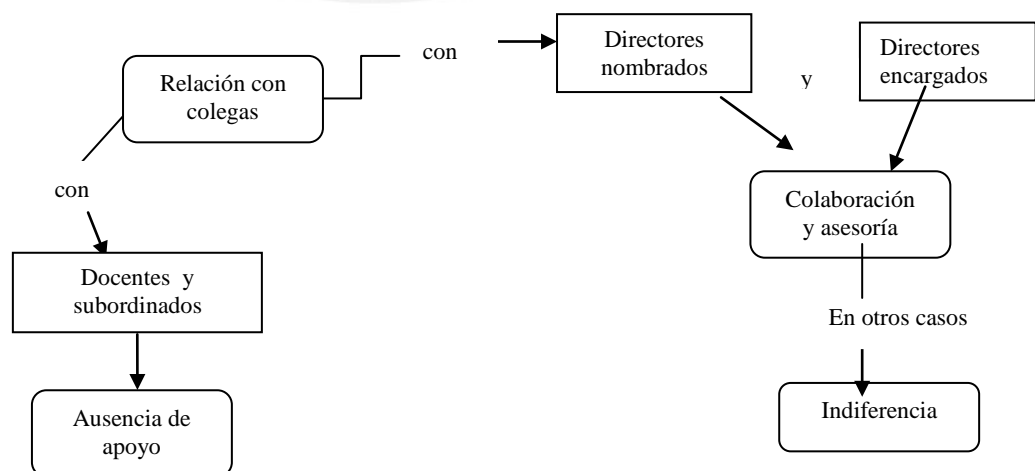 con
Directores
nombrados
y
Directores
encargados
Relación con
colegas
con
Colaboración
y asesoría
Docentes y
subordinados
En otros casos
Ausencia de
apoyo
Indiferencia